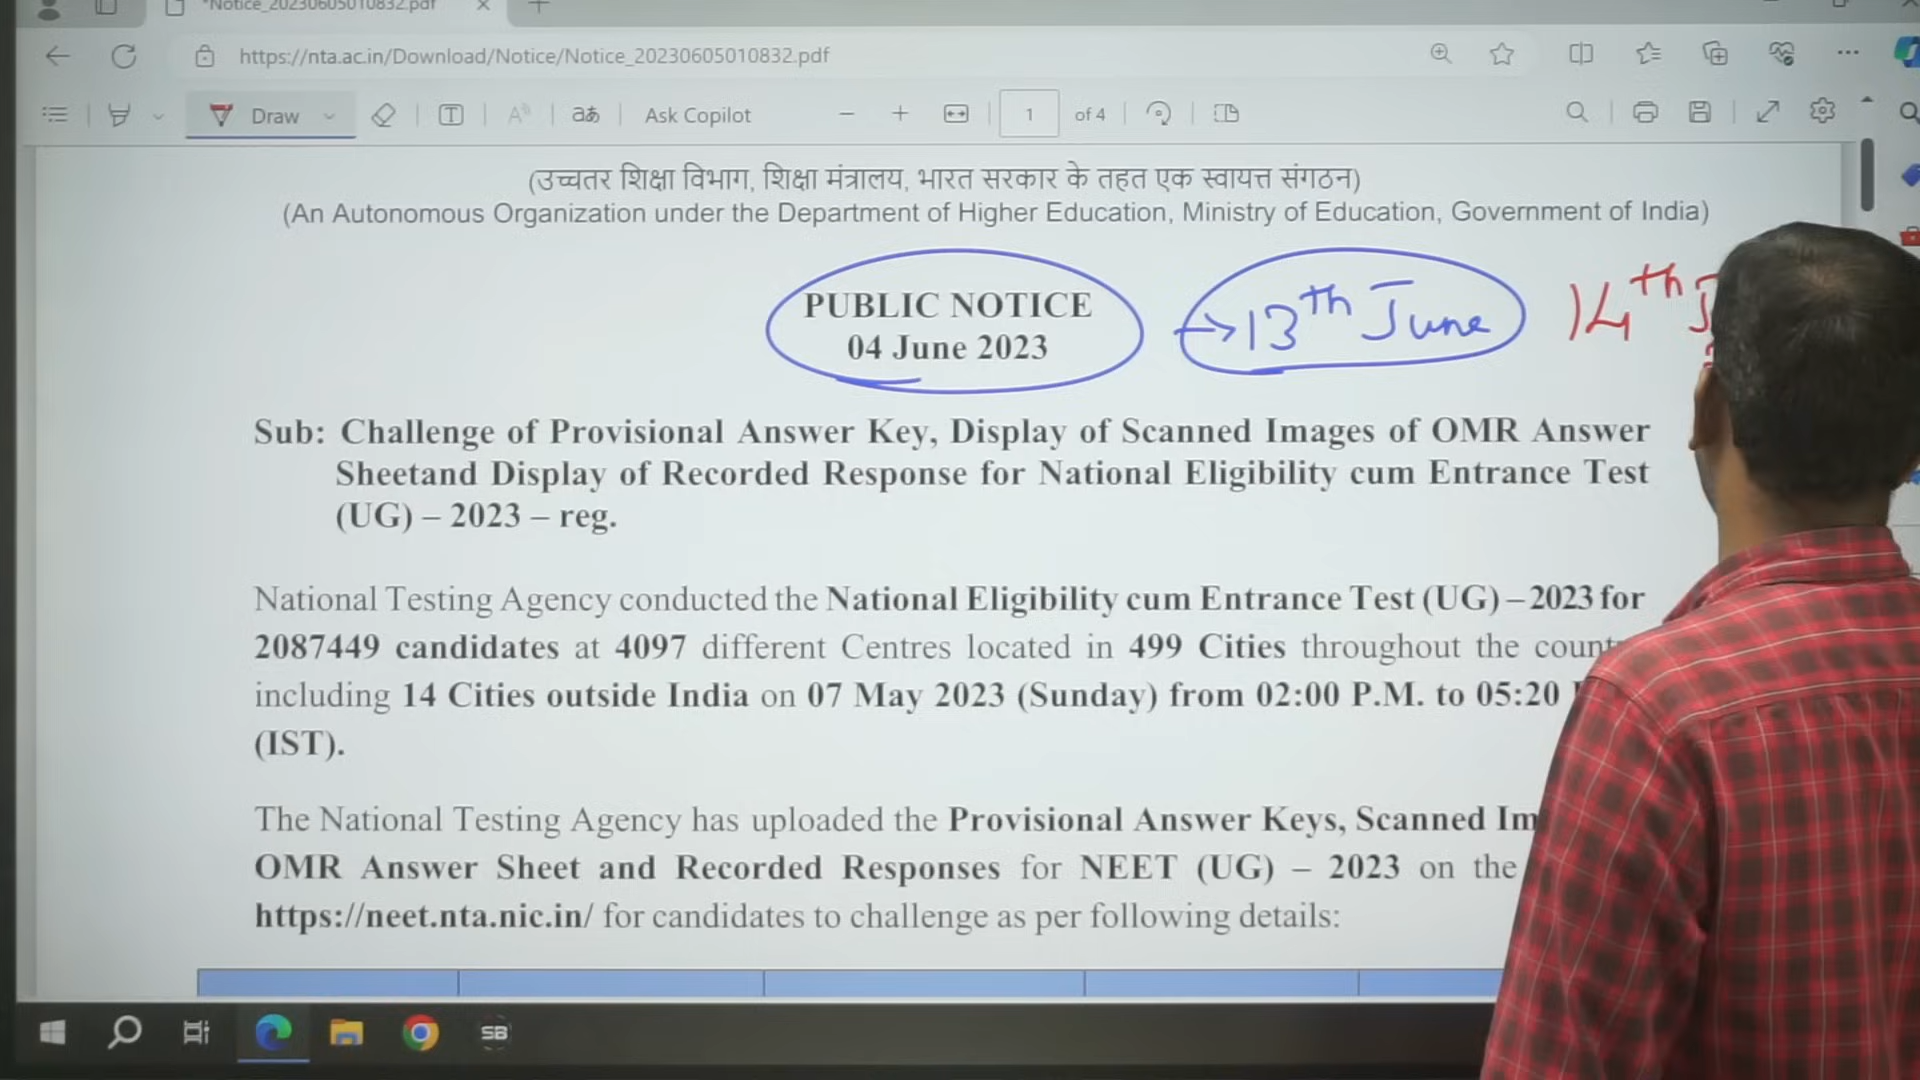 *Notice_20230605010832.pdf
https://nta.ac.in/Download/Notice/Notice_20230605010832.pdf
Draw
Ask Copilot
1 of 4
(उच्चतर शिक्षा विभाग, शिक्षा मंत्रालय, भारत सरकार के तहत एक स्वायत्त संगठन)
(An Autonomous Organization under the Department of Higher Education, Ministry of Education, Government of India)
PUBLIC NOTICE
04 June 2023
→13th June
14th
Sub: Challenge of Provisional Answer Key, Display of Scanned Images of OMR Answer
Sheetand Display of Recorded Response for National Eligibility cum Entrance Test
(UG) – 2023 – reg.
National Testing Agency conducted the National Eligibility cum Entrance Test (UG) – 2023 for
2087449 candidates at 4097 different Centres located in 499 Cities throughout the
including 14 Cities outside India on 07 May 2023 (Sunday) from 02:00 P.M. to 05:20
(IST).
The National Testing Agency has uploaded the Provisional Answer Keys, Scanned
OMR Answer Sheet and Recorded Responses for NEET (UG) – 2023 on the
https://neet.nta.nic.in/ for candidates to challenge as per following details:
SB